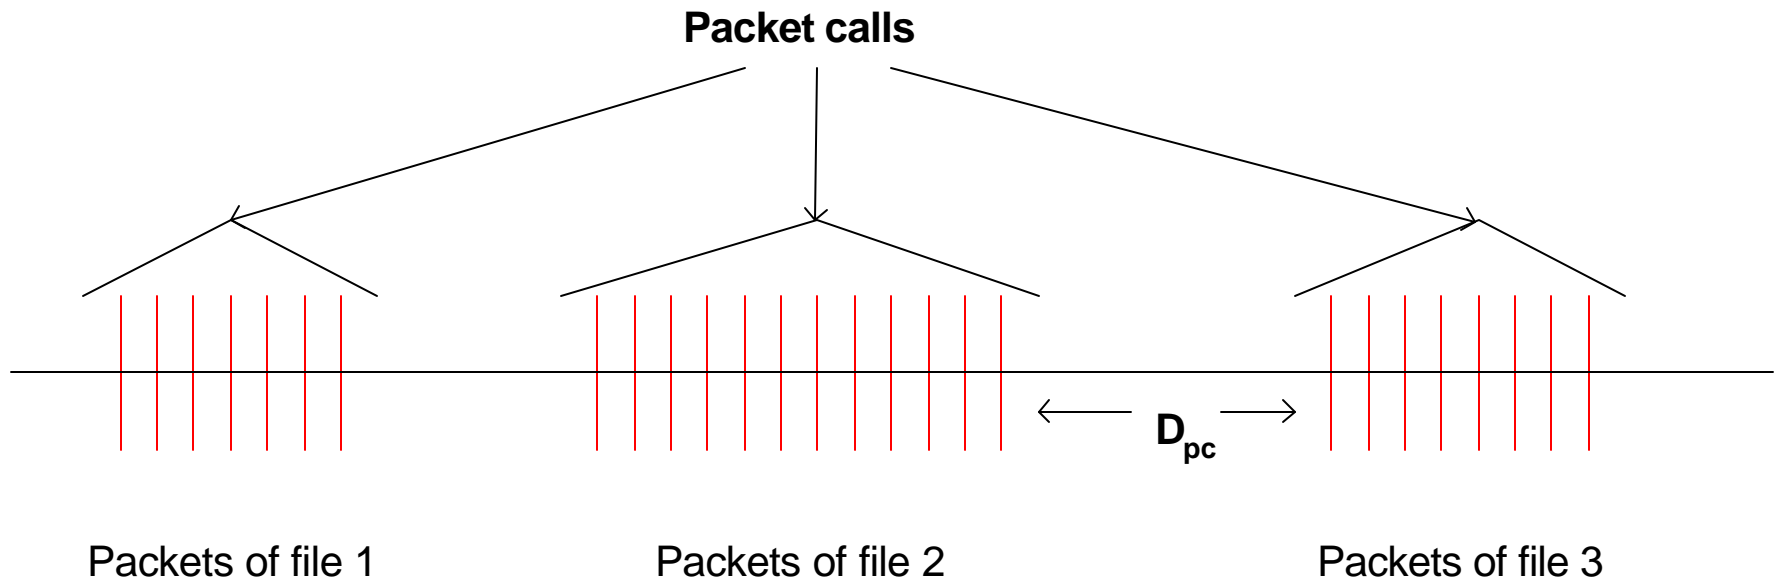 Packet calls
Dpc
Packets of file 1
Packets of file 2
Packets of file 3